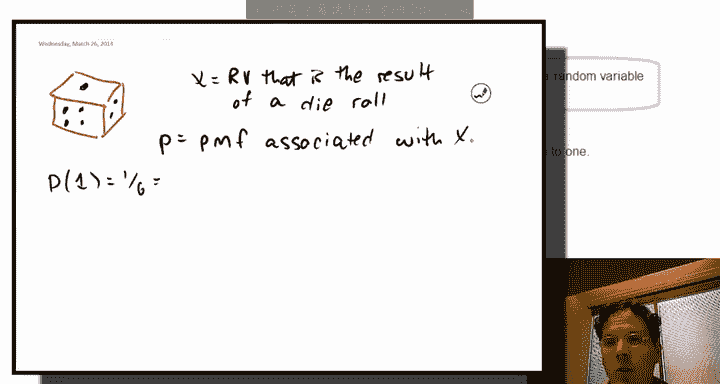 Wednesday, March 26, 2014
X = RV that is the result
of a die roll
random variable
p = pmf associated with X.
to one.
P(1) = 1/6 =